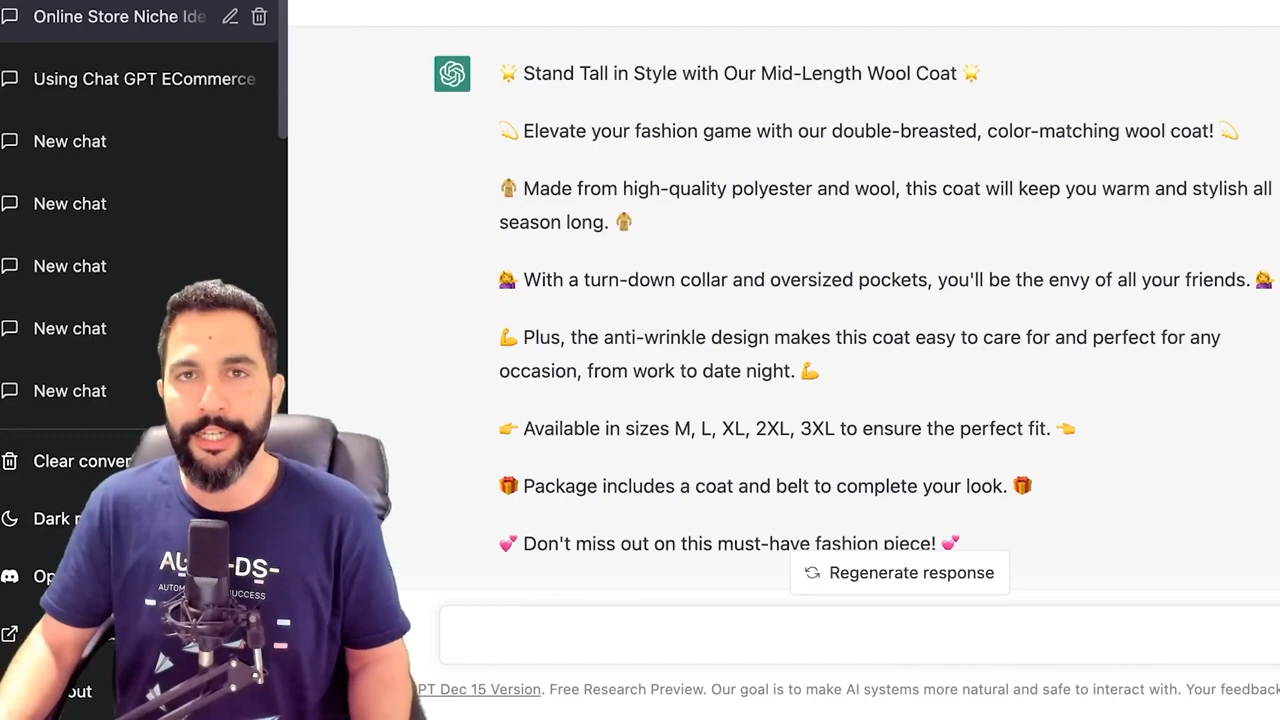 Online Store Niche Ide
Using Chat GPT ECommerce
New chat
New chat
New chat
New chat
New chat
Clear conver
Dark
out
🌟 Stand Tall in Style with Our Mid-Length Wool Coat 🌟
💫 Elevate your fashion game with our double-breasted, color-matching wool coat! 💫
🧥 Made from high-quality polyester and wool, this coat will keep you warm and stylish all
season long. 🧥
💁‍♀️ With a turn-down collar and oversized pockets, you'll be the envy of all your friends. 💁‍♀️
💪 Plus, the anti-wrinkle design makes this coat easy to care for and perfect for any
occasion, from work to date night. 💪
👉 Available in sizes M, L, XL, 2XL, 3XL to ensure the perfect fit. 👈
🎁 Package includes a coat and belt to complete your look. 🎁
💕 Don't miss out on this must-have fashion piece! 💕
Regenerate response
PT Dec 15 Version. Free Research Preview. Our goal is to make AI systems more natural and safe to interact with. Your feedback